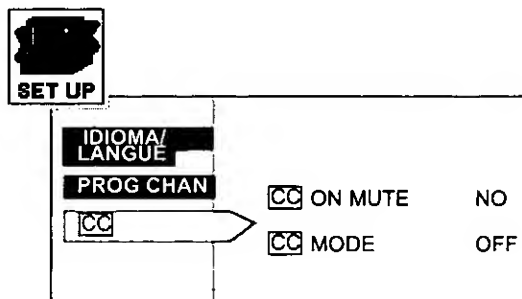 SET UP
IDIOMA/
LANGUE
PROG CHAN
CC
CC ON MUTE NO
CC MODE OFF